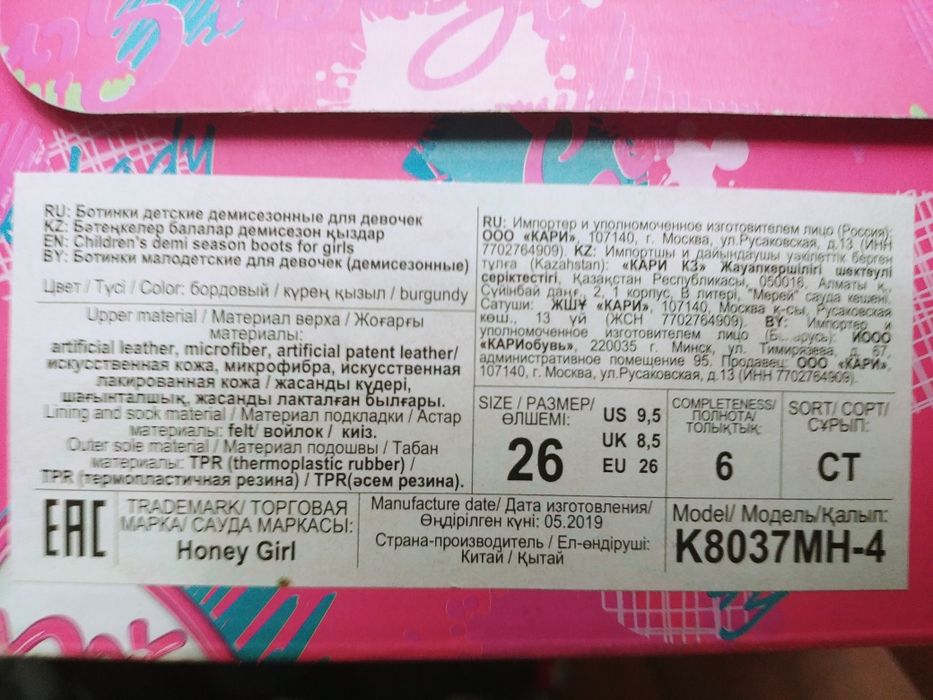 Lady
RU: Ботинки детские демисезонные для девочек
KZ: Бәтеңкелер балалар демисезон қыздар
EN: Children's demi season boots for girls
BY: Ботинки малодетские для девочек (демисезонные)
Цвет / Түсі / Color: бордовый / күрең қызыл / burgundy
Upper material / Материал верха / Жоғарғы
материалы:
artificial leather, microfiber, artificial patent leather/
искусственная кожа, микрофибра, искусственная
лакированная кожа / жасанды күдері,
шағынталшық, жасанды лакталған былғары.
Lining and sock material / Материал подкладки / Астар
материалы: felt/ войлок / киіз.
Outer sole material / Материал подошвы / Табан
материалы: TPR (thermoplastic rubber) /
TPR (термопластичная резина) / TPR(әсем резина).
RU: Импортер и уполномоченное изготовителем лицо (Россия):
ООО «КАРИ», 107140, г. Москва, ул.Русаковская, д.13 (ИНН
7702764909). KZ: Импортшы и дайындаушы уәкілеттік берген
тұлға (Kazahstan): «КАРИ КЗ» Жауапкершілігі шектеулі
серіктестігі, Қазақстан Республикасы, 050018, Алматы қ.,
Сүйінбай даңғ., 2, 1 корпус, В литері, "Мерей" сауда кешені.
Сатушы: ЖШҰ «КАРИ», 107140, Москва қ-сы, Русаковская
көш., 13 үй (ЖСН 7702764909). BY: Импортер и
уполномоченное изготовителем лицо (Беларусь): ИООО
«КАРИобувь», 220035 г. Минск, ул. Тимирязева, д. 67,
административное помещение 95. Продавец: ООО «КАРИ»,
107140, г. Москва, ул.Русаковская, д.13 (ИНН 7702764909).
SIZE / РАЗМЕР/
ӨЛШЕМІ:
26
US 9,5
UK 8,5
EU 26
COMPLETENESS/
ПОЛНОТА/
ТОЛЫҚТЫҚ:
6
SORT/ СОРТ/
СҰРЫП:
СТ
EAC
TRADEMARK/ ТОРГОВАЯ
МАРКА/ САУДА МАРКАСЫ:
Honey Girl
Manufacture date/ Дата изготовления/
Өндірілген күні: 05.2019
Страна-производитель / Ел-өндіруші:
Китай / Қытай
Model/ Модель/Қалып:
K8037MH-4